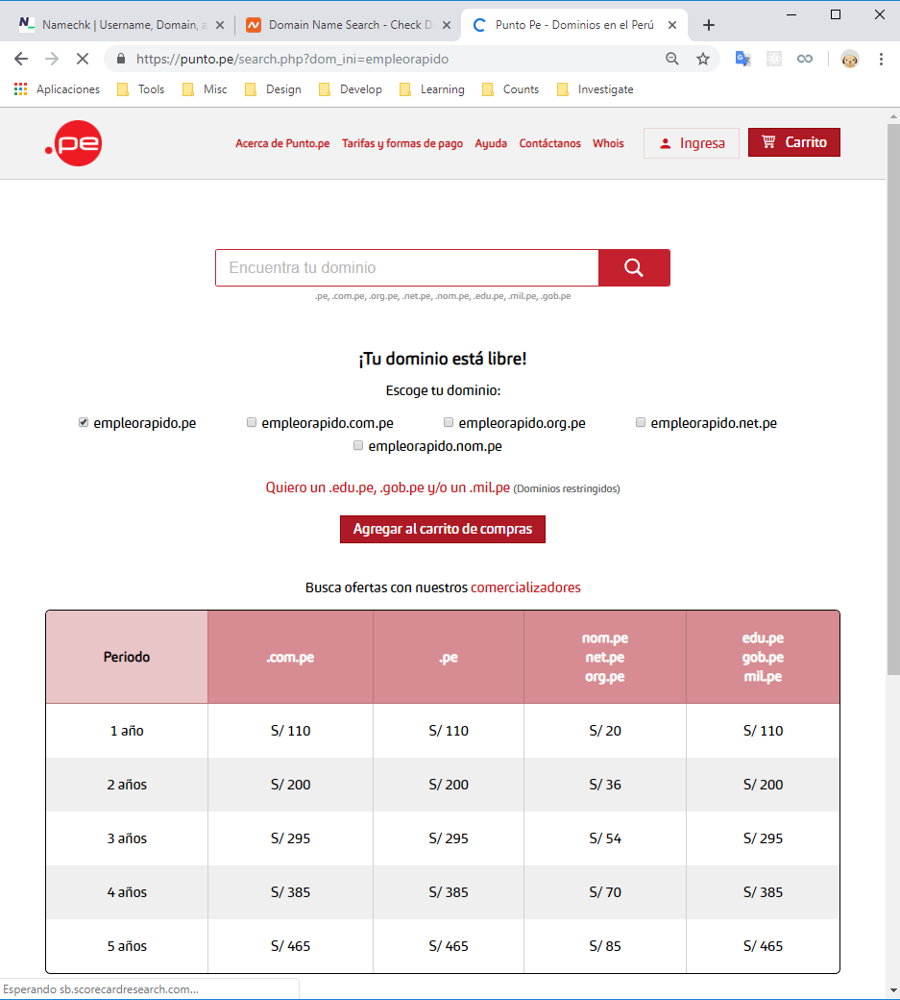 Namechk | Username, Domain, a
Domain Name Search - Check D
Punto Pe - Dominios en el Perú
https://punto.pe/search.php?dom_ini=empleorapido
Aplicaciones Tools Misc Design Develop Learning Counts Investigate
.pe Acerca de Punto.pe Tarifas y formas de pago Ayuda Contáctanos Whois Ingresa Carrito
Encuentra tu dominio
.pe, .com.pe, .org.pe, .net.pe, .nom.pe, .edu.pe, .mil.pe, .gob.pe
¡Tu dominio está libre!
Escoge tu dominio:
empleorapido.pe empleorapido.com.pe empleorapido.org.pe empleorapido.net.pe
empleorapido.nom.pe
Quiero un .edu.pe, .gob.pe y/o un .mil.pe (Dominios restringidos)
Agregar al carrito de compras
Busca ofertas con nuestros comercializadores
Periodo
.com.pe
.pe
nom.pe
net.pe
org.pe
edu.pe
gob.pe
mil.pe
1 año S/ 110 S/ 110 S/ 20 S/ 110
2 años S/ 200 S/ 200 S/ 36 S/ 200
3 años S/ 295 S/ 295 S/ 54 S/ 295
4 años S/ 385 S/ 385 S/ 70 S/ 385
5 años S/ 465 S/ 465 S/ 85 S/ 465
Esperando sb.scorecardresearch.com...